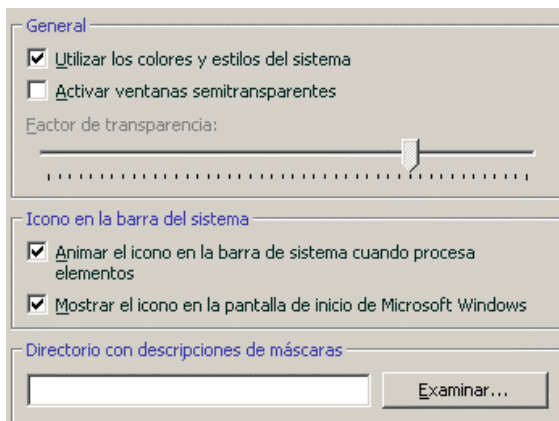 General
Utilizar los colores y estilos del sistema
Activar ventanas semitransparentes
Factor de transparencia:
Icono en la barra del sistema
Animar el icono en la barra de sistema cuando procesa
elementos
Mostrar el icono en la pantalla de inicio de Microsoft Windows
Directorio con descripciones de máscaras
Examinar...